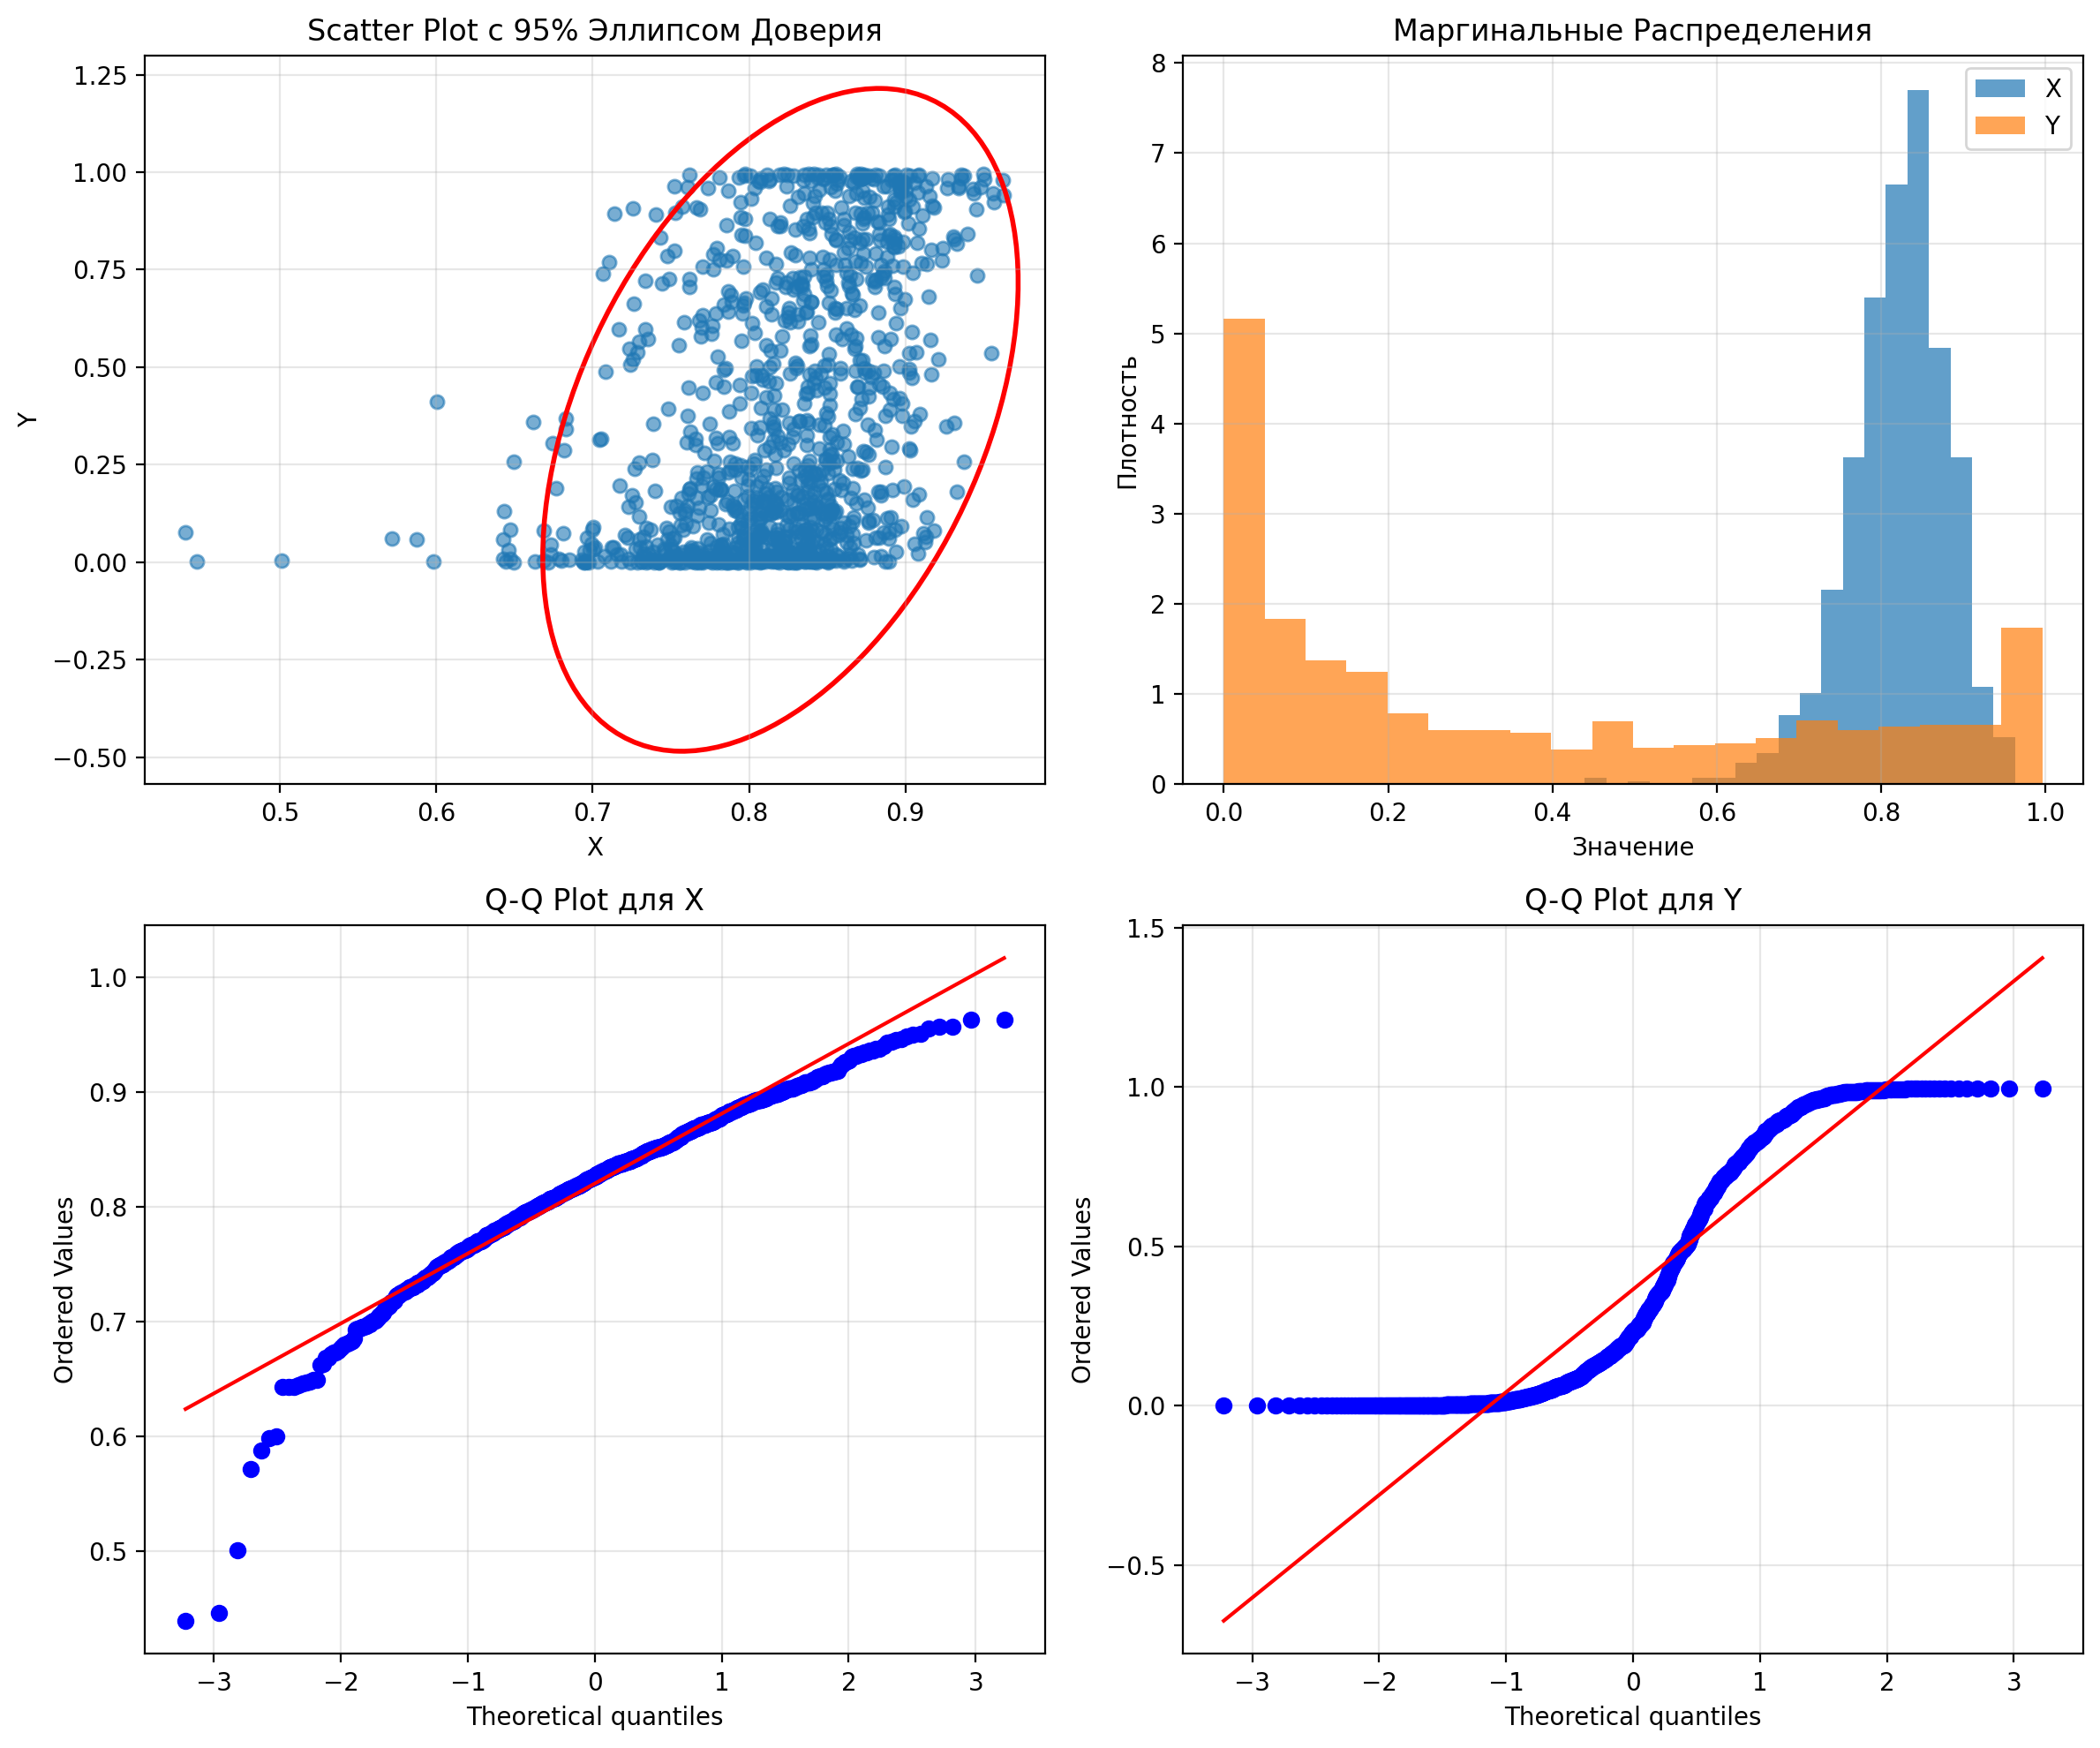 Scatter Plot с 95% Эллипсом Доверия
1.25
1.00
0.75
0.50
0.25
0.00
−0.25
−0.50
Y
0.5 0.6 0.7 0.8 0.9
X
Маргинальные Распределения
8
7
6
5
4
3
2
1
0
Плотность
X
Y
0.0 0.2 0.4 0.6 0.8 1.0
Значение
Q-Q Plot для X
1.0
0.9
0.8
0.7
0.6
0.5
Ordered Values
−3 −2 −1 0 1 2 3
Theoretical quantiles
Q-Q Plot для Y
1.5
1.0
0.5
0.0
−0.5
Ordered Values
−3 −2 −1 0 1 2 3
Theoretical quantiles